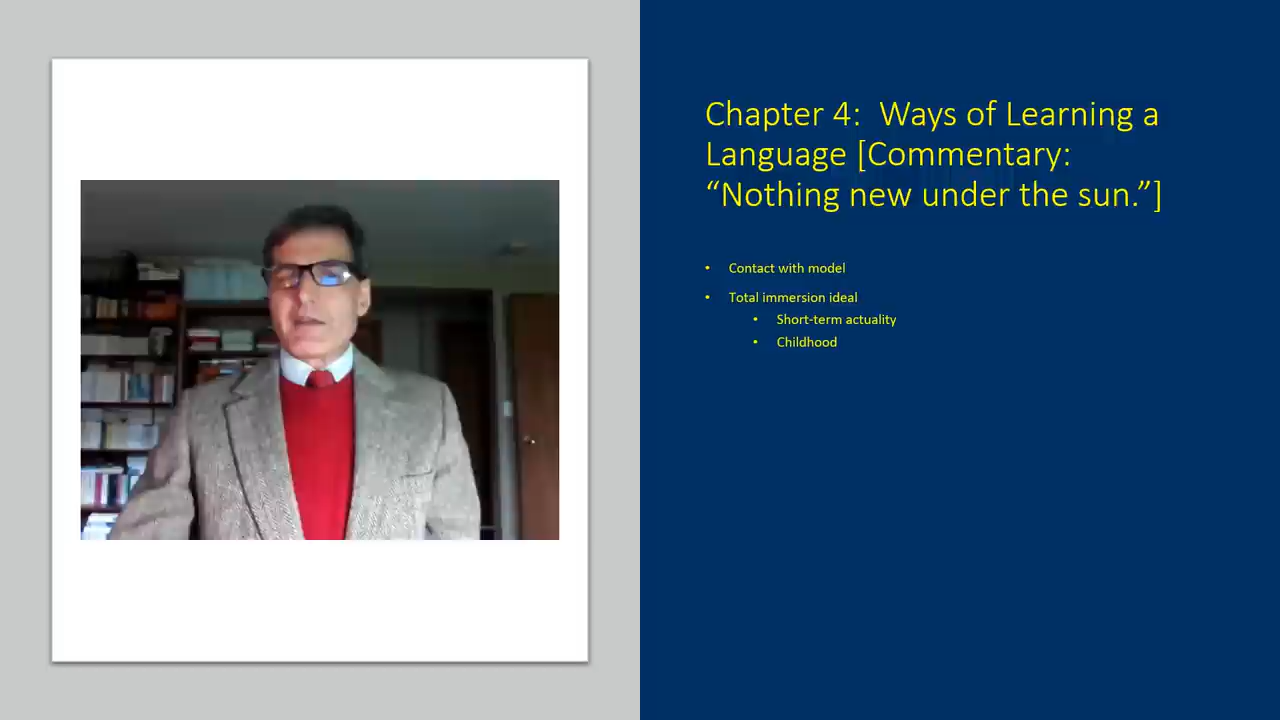 Chapter 4:  Ways of Learning a
Language [Commentary:
“Nothing new under the sun.”]
• Contact with model
• Total immersion ideal
• Short-term actuality
• Childhood